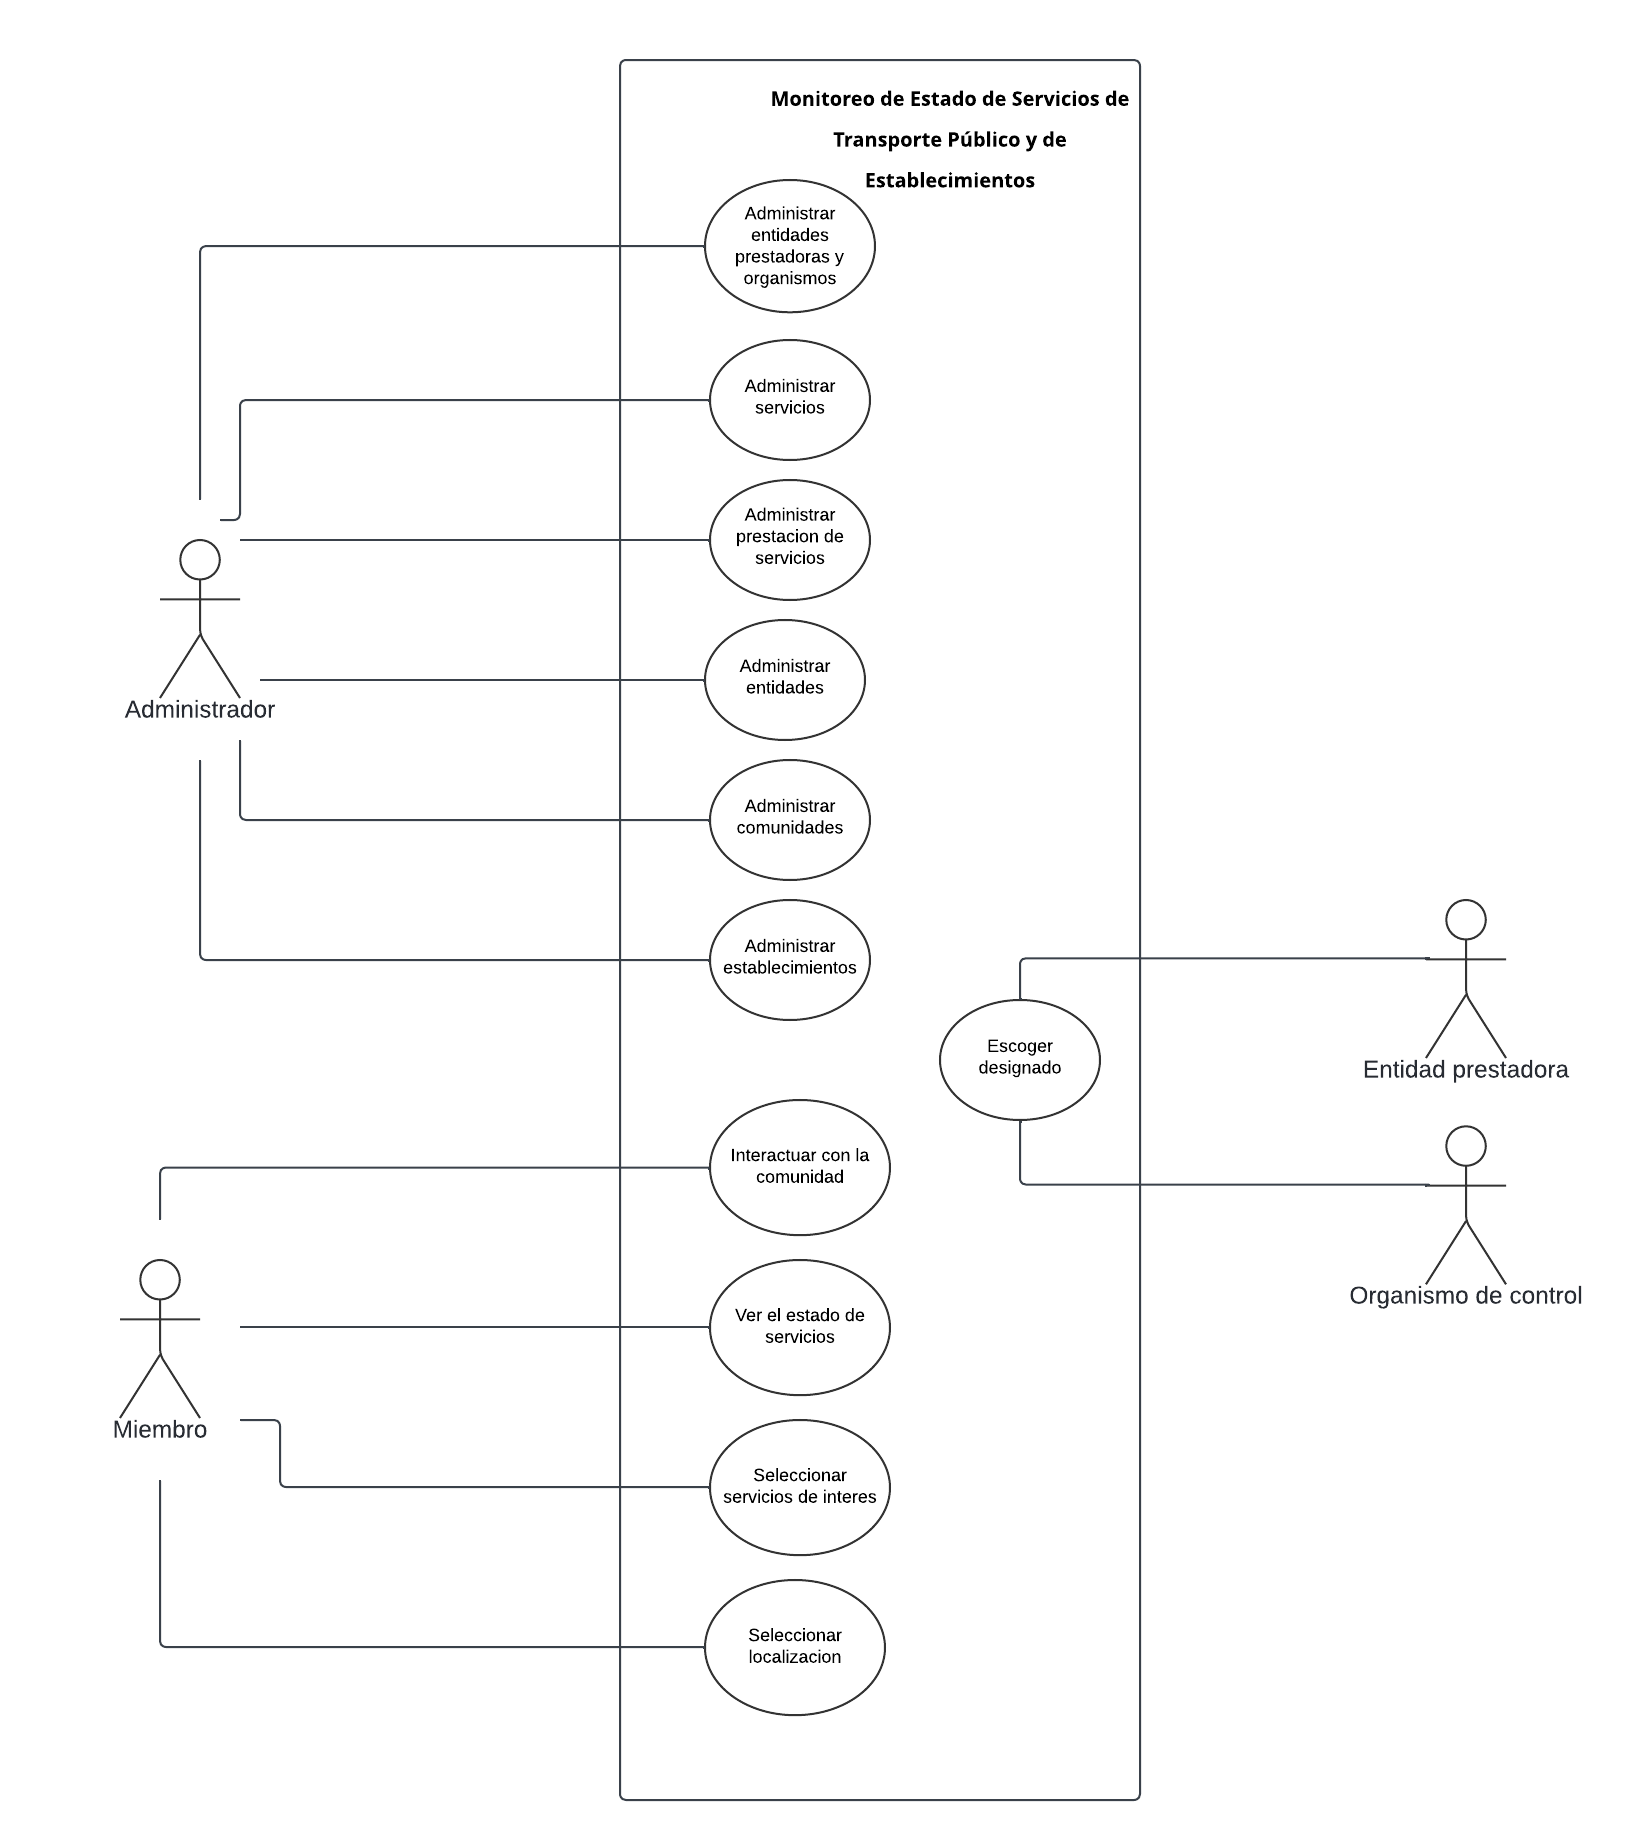 Monitoreo de Estado de Servicios de
Transporte Público y de
Establecimientos
Administrar
entidades
prestadoras y
organismos
Administrar
servicios
Administrar
prestacion de
servicios
Administrar
entidades
Administrador
Administrar
comunidades
Administrar
establecimientos
Escoger
designado
Entidad prestadora
Interactuar con la
comunidad
Organismo de control
Ver el estado de
servicios
Miembro
Seleccionar
servicios de interes
Seleccionar
localizacion